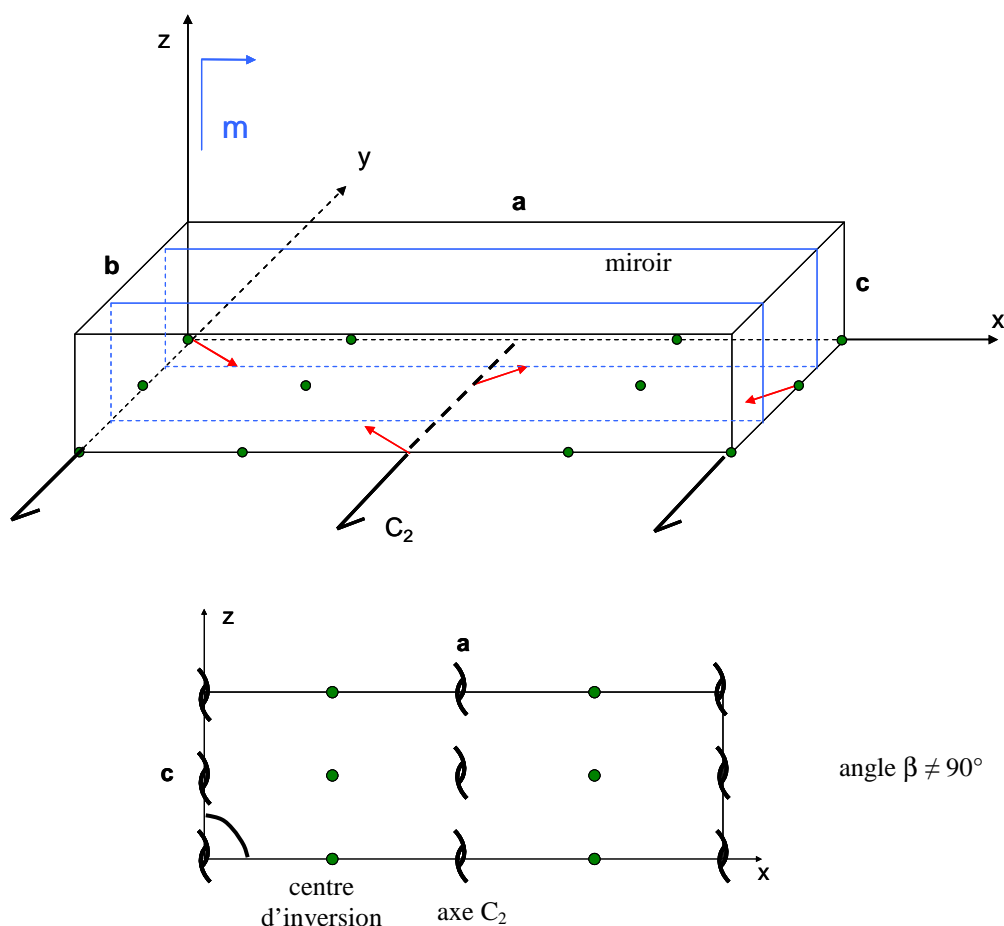 z
m
y
a
b
miroir
c
x
C₂
z
a
c
angle β ≠ 90°
x
centre
d'inversion
axe C₂